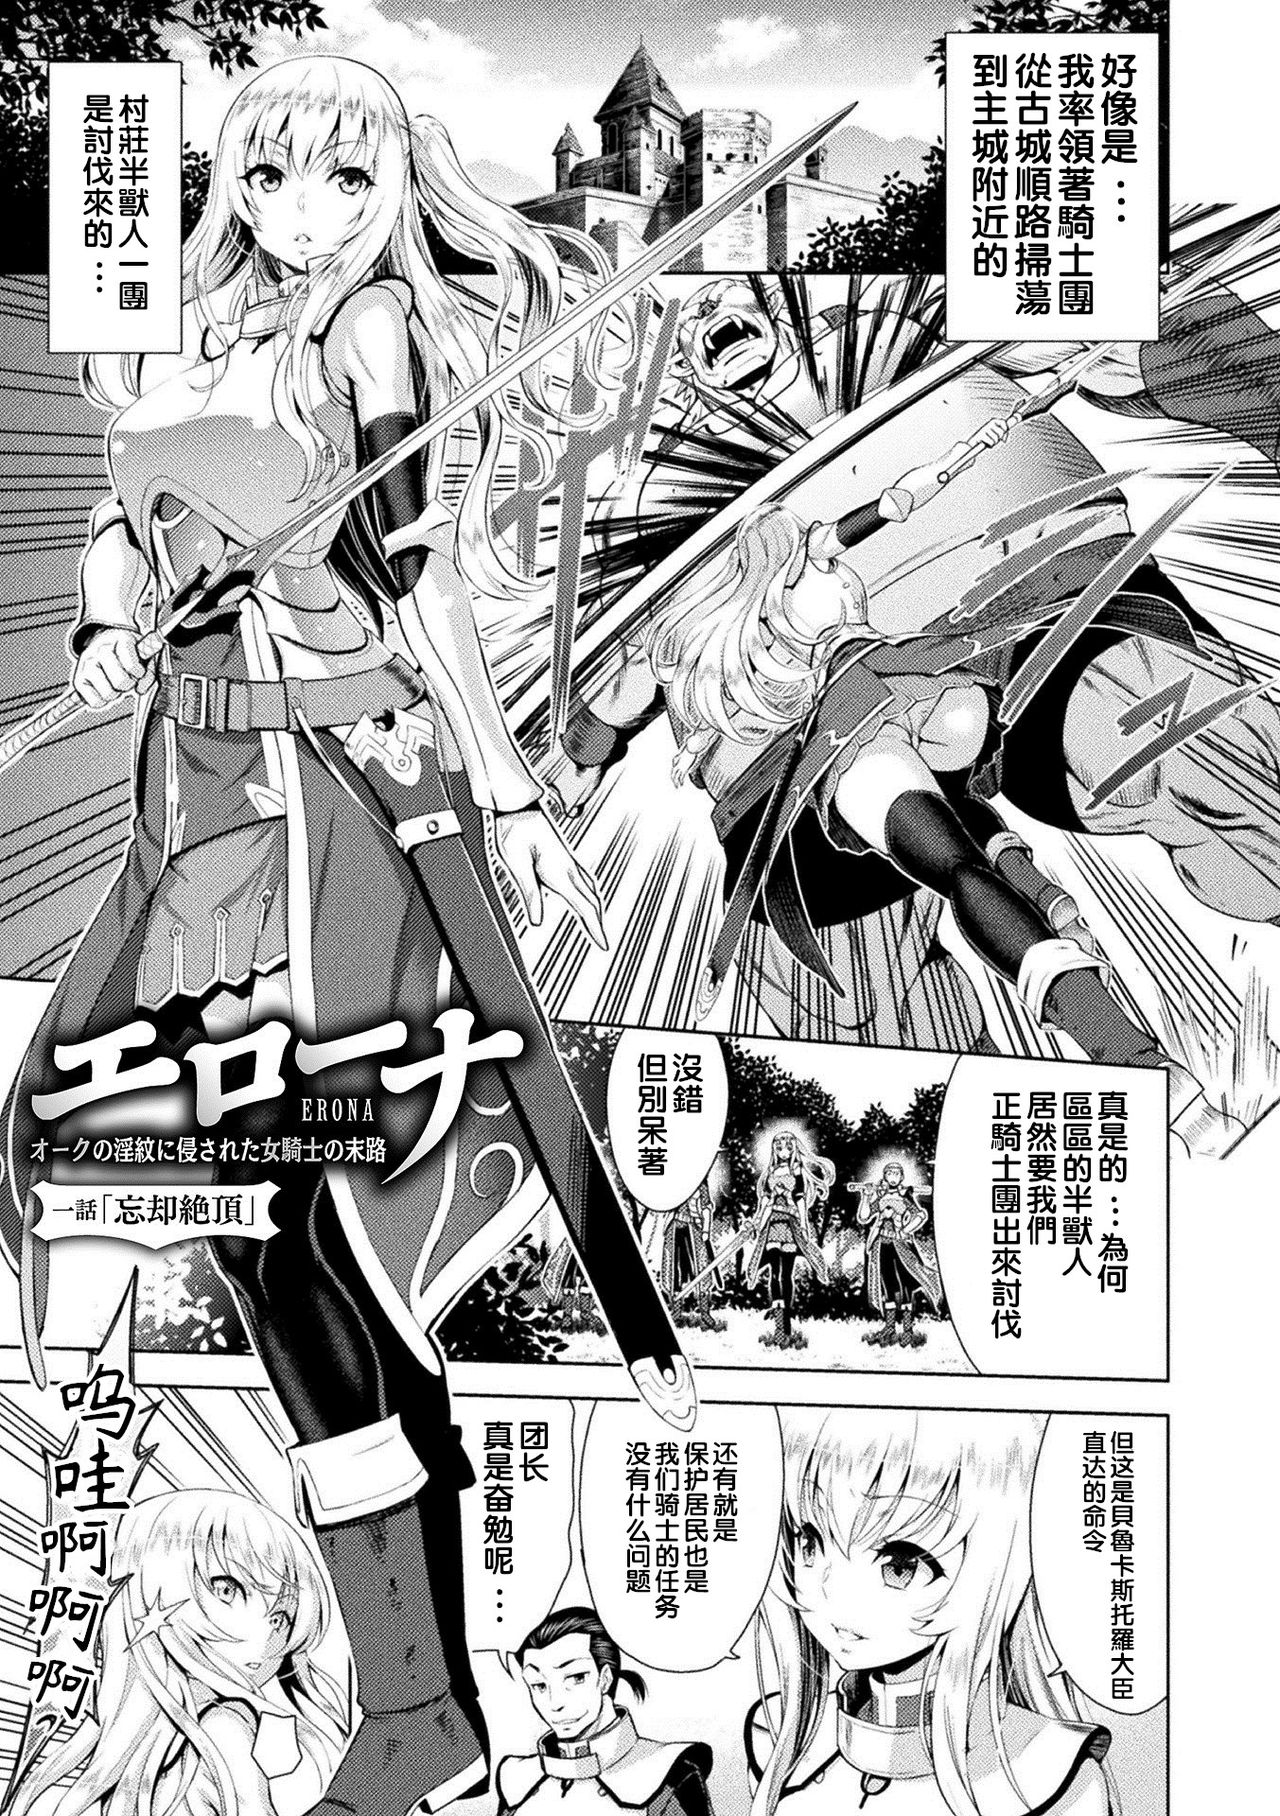 好像是...
我率領著騎士團
從古城順路掃蕩
到主城附近的
村莊半獸人一團
是討伐來的...
エローナ
ERONA
オークの淫紋に侵された女騎士の末路
一話「忘却絶頂」
真是的...為何
區區的半獸人
居然要我們
正騎士團出來討伐
沒錯
但別呆著
但这是貝魯卡斯托羅大臣
直达的命令
还有就是
保护居民也是
我们骑士的任务
没有什么问题
团长
真是奋勉呢...
呜哇啊啊啊啊